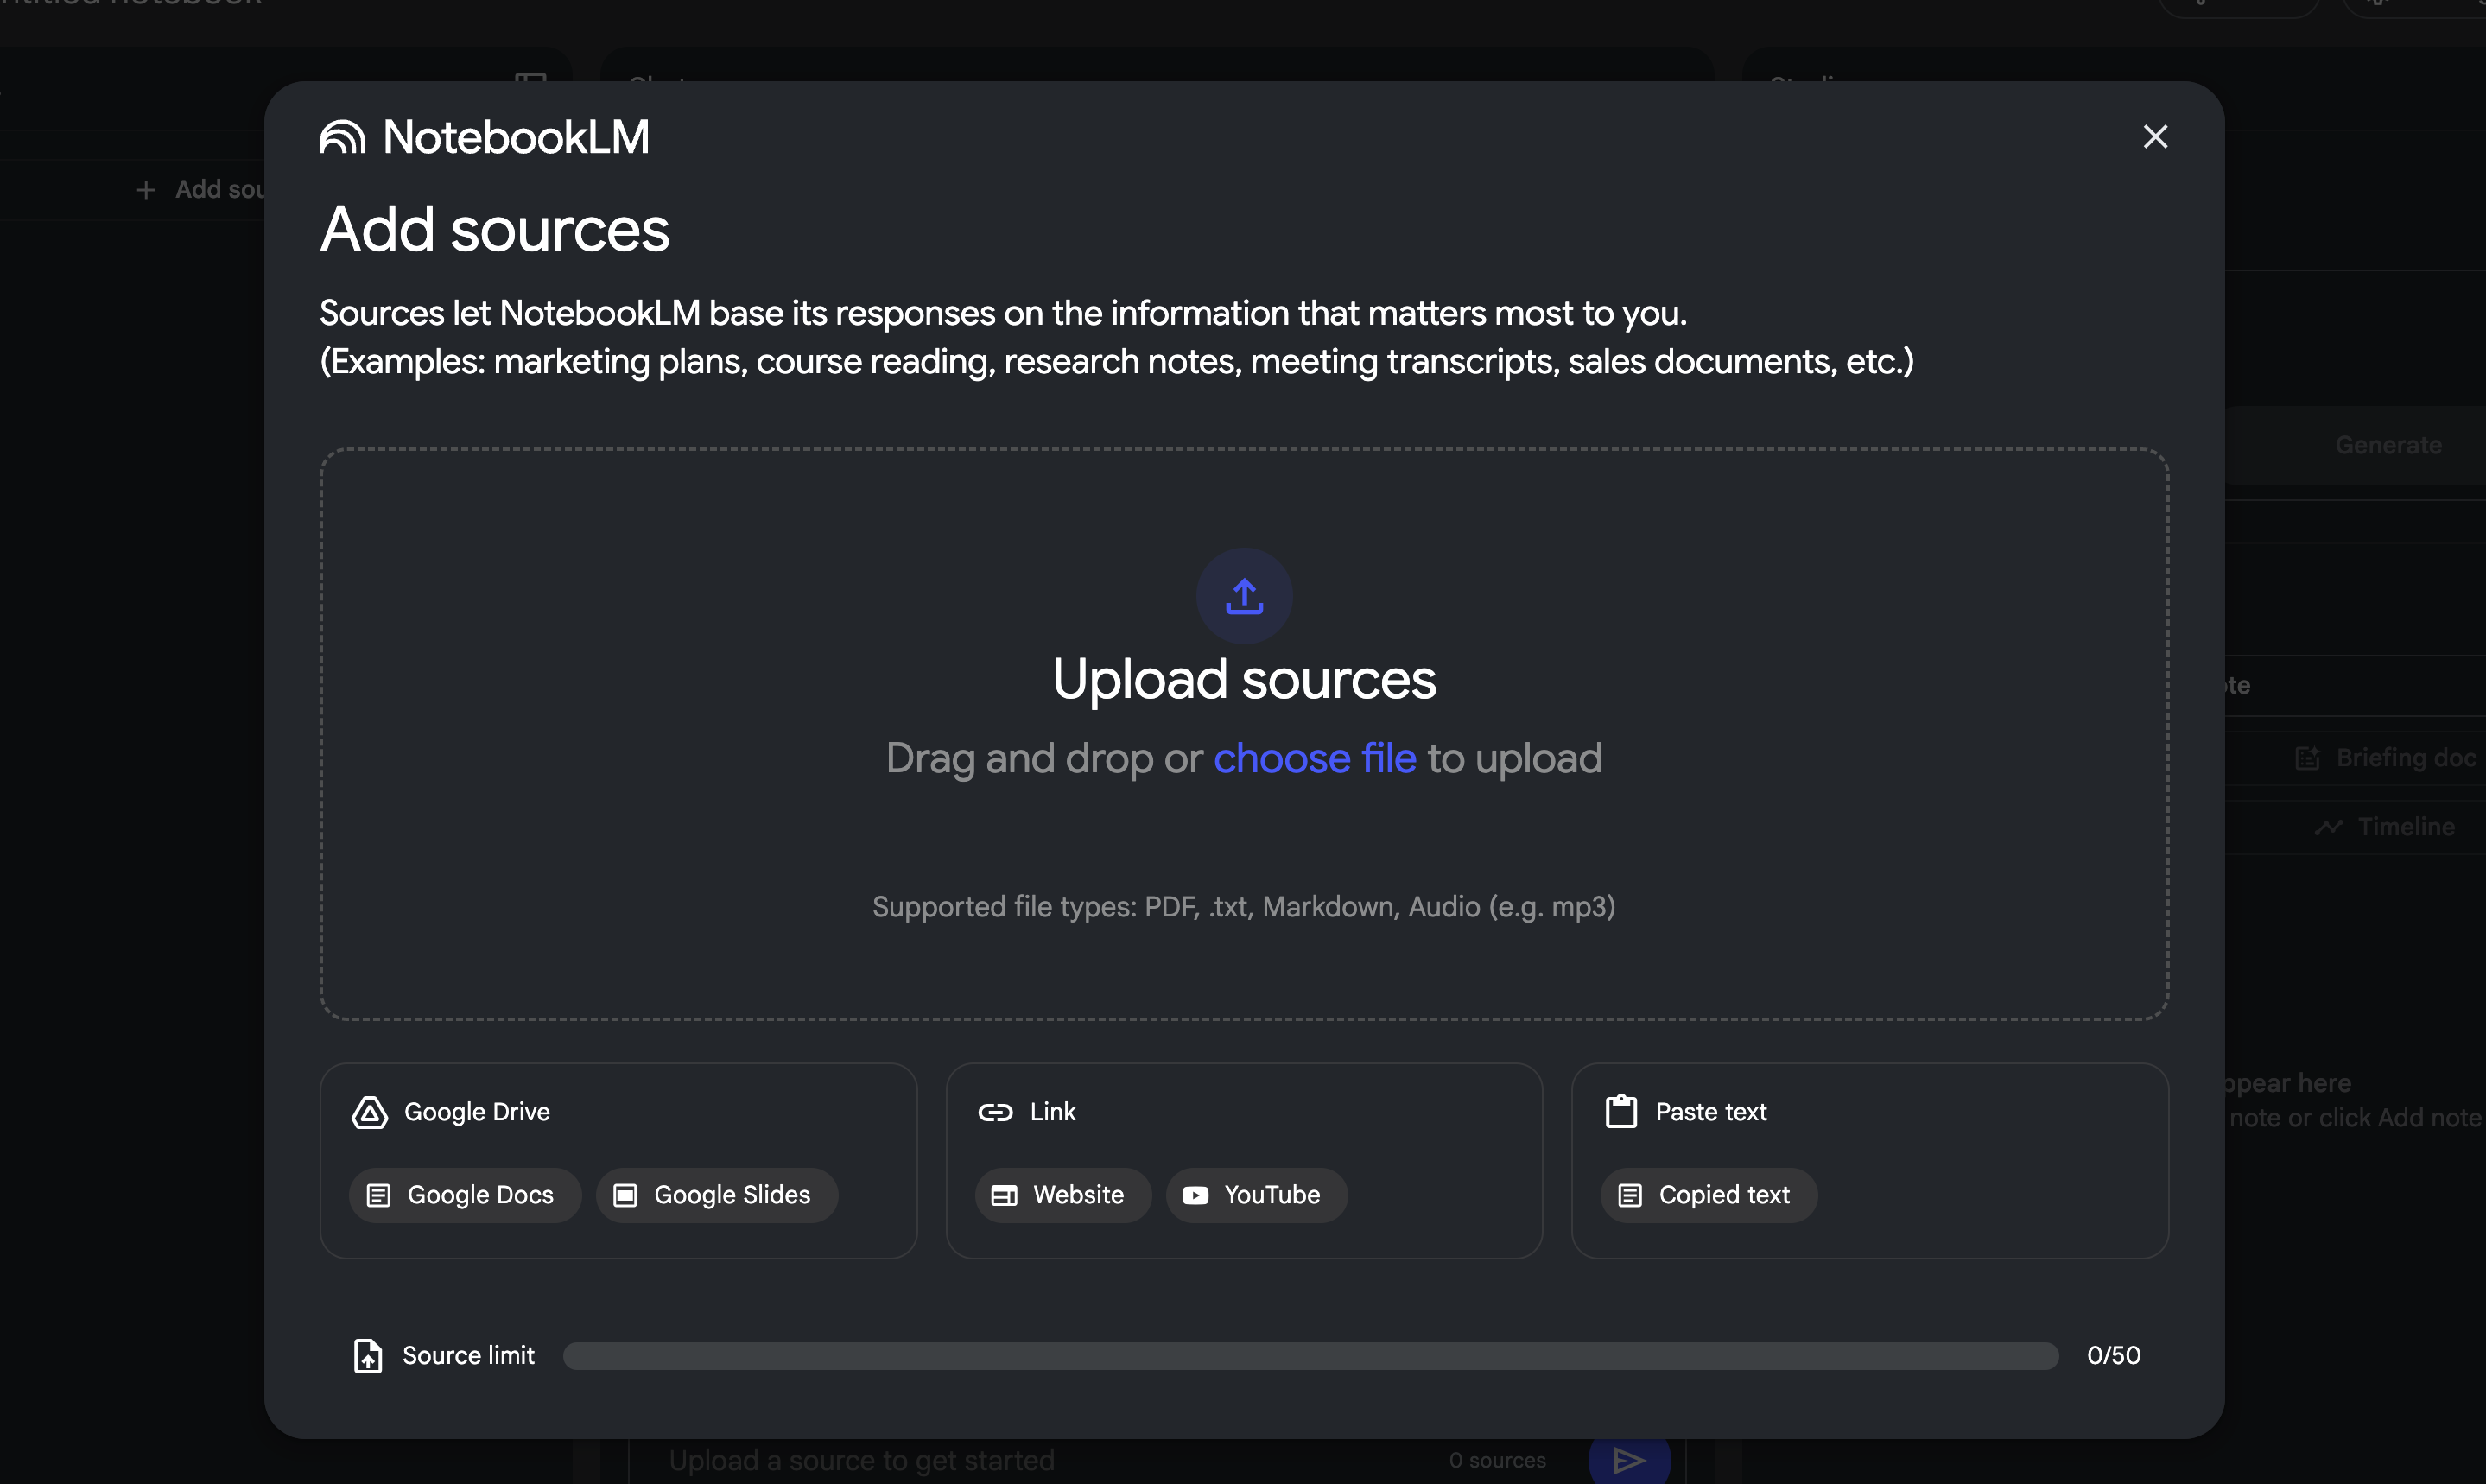 NotebookLM
Add sources
Sources let NotebookLM base its responses on the information that matters most to you.
(Examples: marketing plans, course reading, research notes, meeting transcripts, sales documents, etc.)
Upload sources
Drag and drop or choose file to upload
Supported file types: PDF, .txt, Markdown, Audio (e.g. mp3)
Google Drive
Google Docs
Google Slides
Link
Website
YouTube
Paste text
Copied text
Source limit
0/50
+ Add sou
Generate
Briefing doc
Timeline
appear here
note or click Add note
Upload a source to get started
0 sources